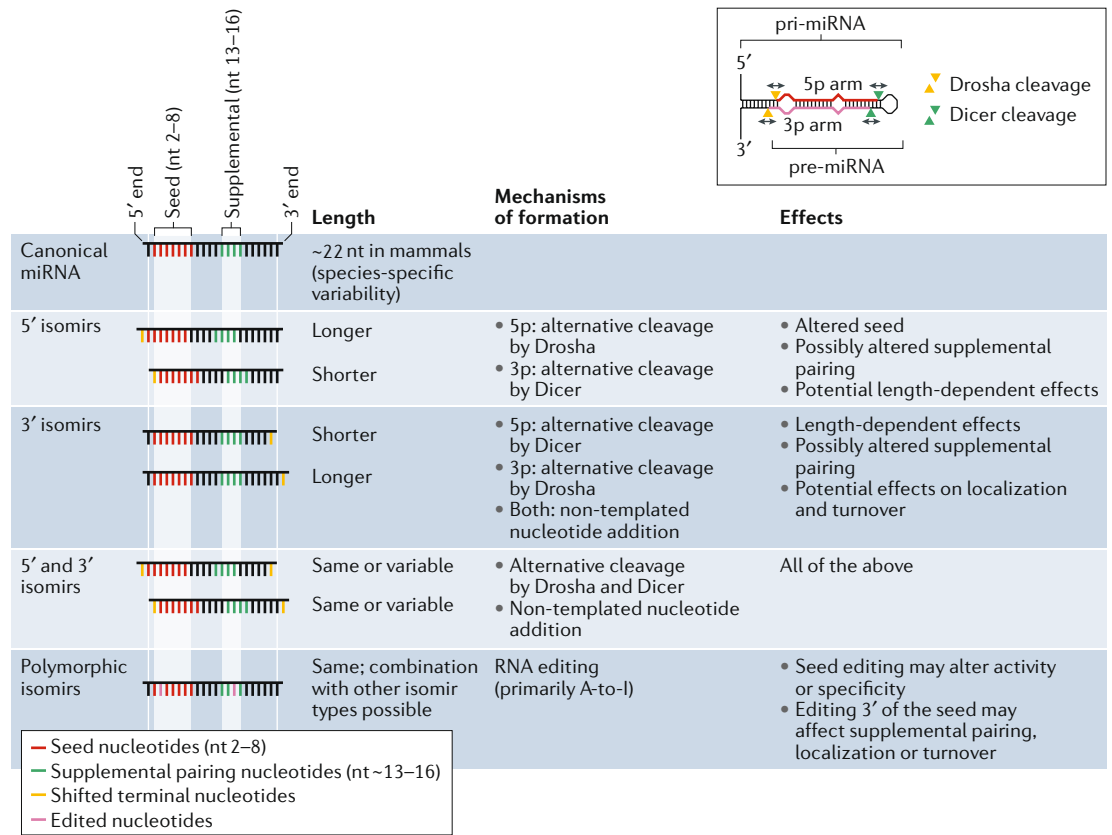 pri-miRNA
5′
5p arm
3p arm
3′
pre-miRNA
Drosha cleavage
Dicer cleavage
5′ end
Seed (nt 2–8)
Supplemental (nt 13–16)
3′ end
Length
Mechanisms
of formation
Effects
Canonical
miRNA
~22 nt in mammals
(species-specific
variability)
5′ isomirs
Longer
Shorter
• 5p: alternative cleavage
by Drosha
• 3p: alternative cleavage
by Dicer
• Altered seed
• Possibly altered supplemental
pairing
• Potential length-dependent effects
3′ isomirs
Shorter
Longer
• 5p: alternative cleavage
by Dicer
• 3p: alternative cleavage
by Drosha
• Both: non-templated
nucleotide addition
• Length-dependent effects
• Possibly altered supplemental
pairing
• Potential effects on localization
and turnover
5′ and 3′
isomirs
Same or variable
Same or variable
• Alternative cleavage
by Drosha and Dicer
• Non-templated nucleotide
addition
All of the above
Polymorphic
isomirs
Same; combination
with other isomir
types possible
RNA editing
(primarily A-to-I)
• Seed editing may alter activity
or specificity
• Editing 3′ of the seed may
affect supplemental pairing,
localization or turnover
Seed nucleotides (nt 2–8)
Supplemental pairing nucleotides (nt ~13–16)
Shifted terminal nucleotides
Edited nucleotides